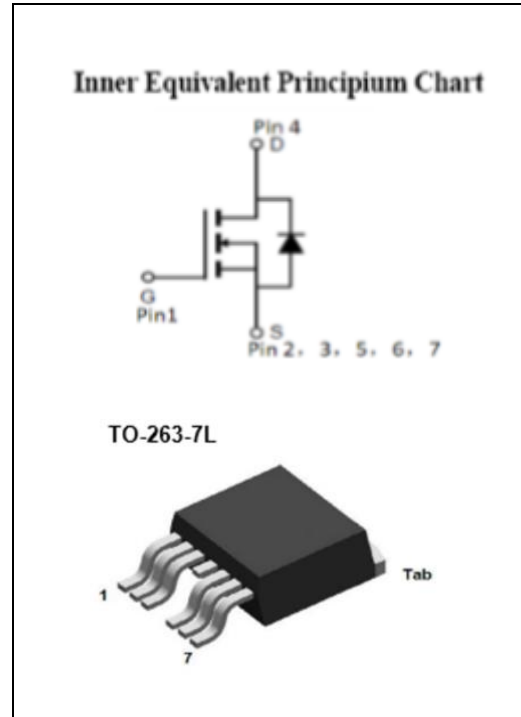 Inner Equivalent Principium Chart
Pin 4
D
G
Pin1
S
Pin 2, 3, 5, 6, 7
TO-263-7L
Tab
1
7